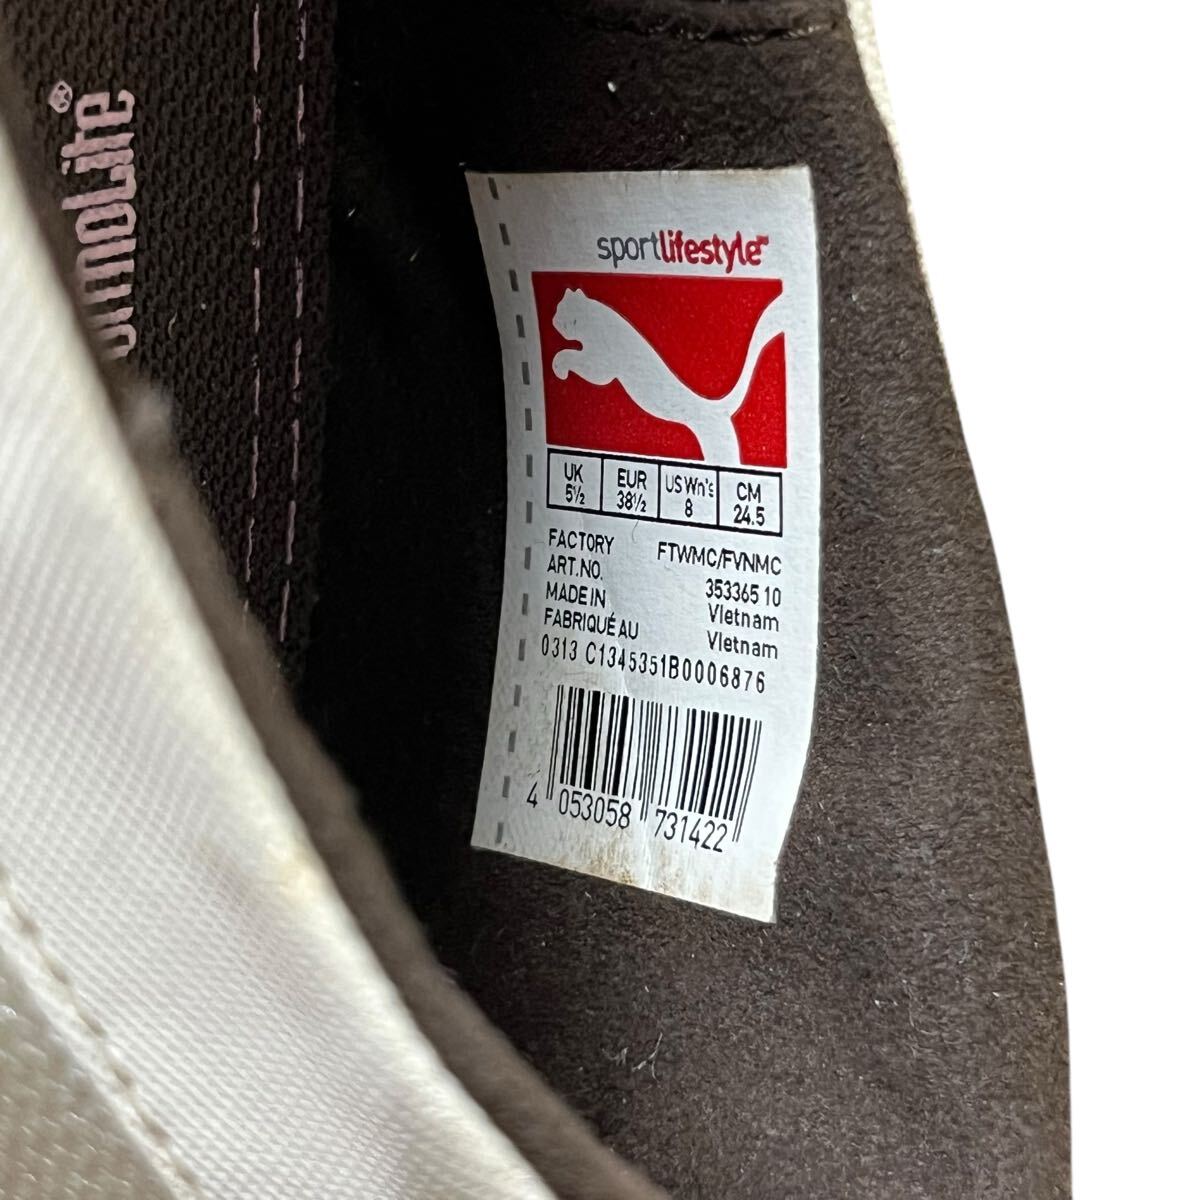 sportlifestyle™
UK EUR US Wn's CM
5½ 38½ 8 24.5
FACTORY FTWMC/FVNMC
ART.NO. 353365 10
MADE IN Vietnam
FABRIQUÉ AU Vietnam
0313 C1345351B0006876
4 053058 731422